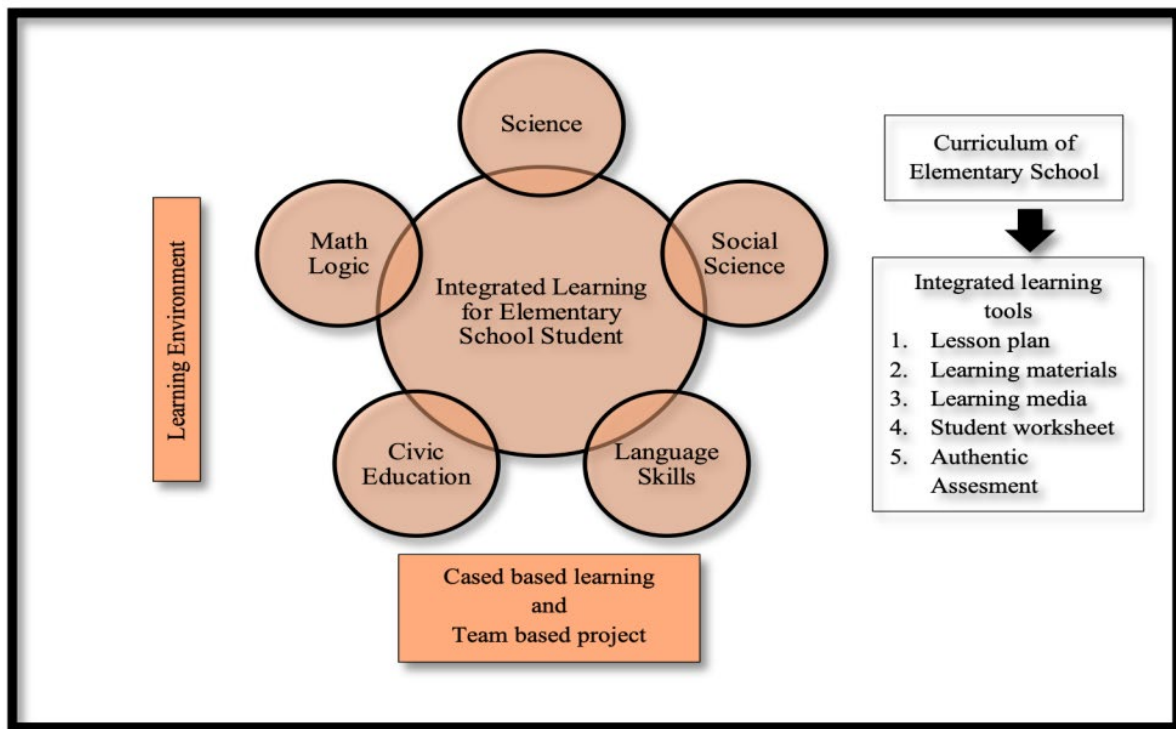 Science
Math
Logic
Social
Science
Integrated Learning
for Elementary
School Student
Civic
Education
Language
Skills
Learning Environment
Cased based learning
and
Team based project
Curriculum of
Elementary School
Integrated learning
tools
1. Lesson plan
2. Learning materials
3. Learning media
4. Student worksheet
5. Authentic
Assesment